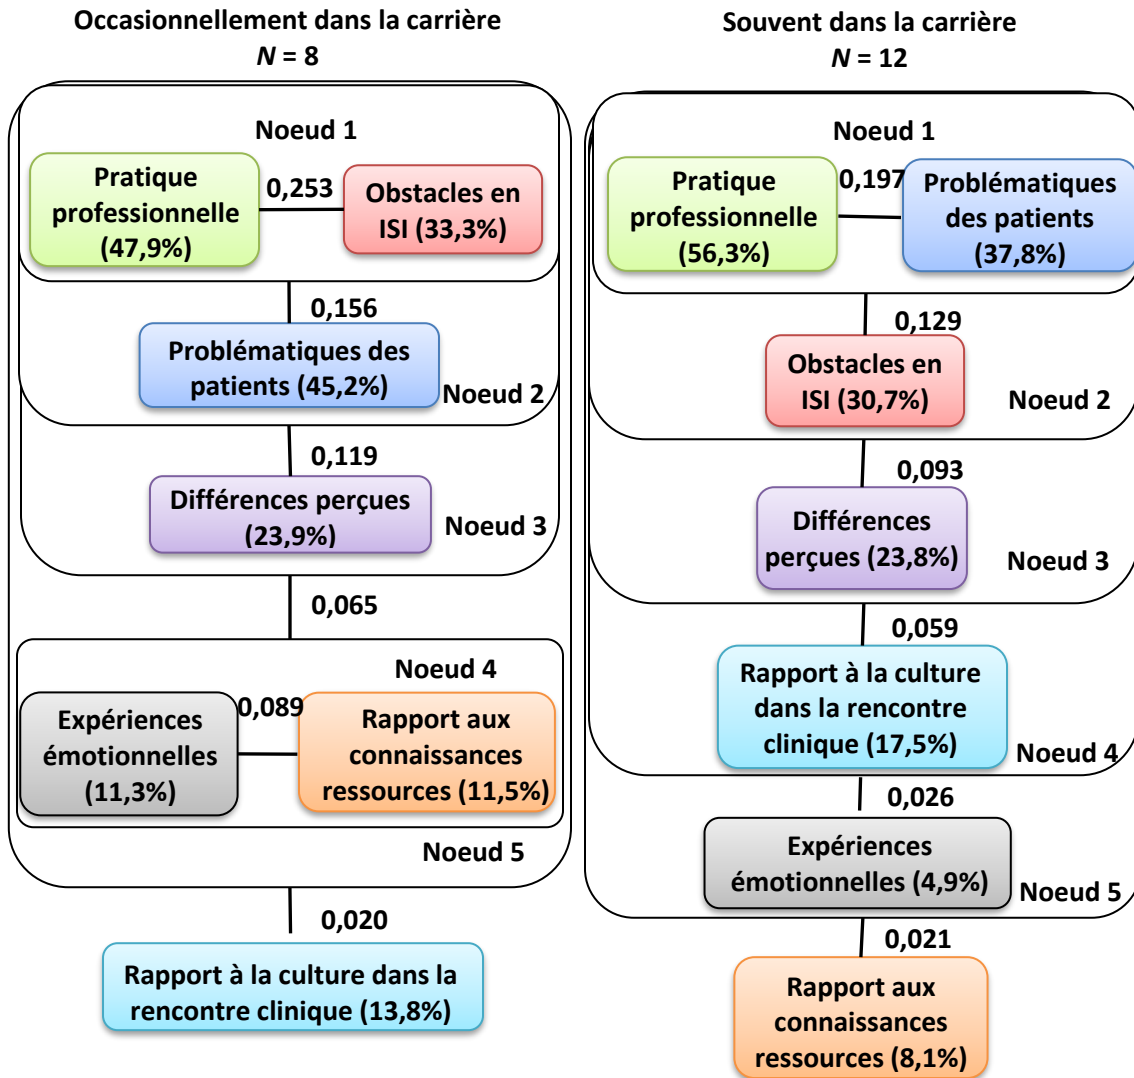 Occasionnellement dans la carrière
N = 8
Noeud 1
Pratique
professionnelle
(47,9%)
0,253
Obstacles en
ISI (33,3%)
0,156
Problématiques des
patients (45,2%)
Noeud 2
0,119
Différences perçues
(23,9%)
Noeud 3
0,065
Noeud 4
Expériences
émotionnelles
(11,3%)
0,089
Rapport aux
connaissances
ressources (11,5%)
Noeud 5
0,020
Rapport à la culture dans la
rencontre clinique (13,8%)
Souvent dans la carrière
N = 12
Noeud 1
Pratique
professionnelle
(56,3%)
0,197
Problématiques
des patients
(37,8%)
0,129
Obstacles en
ISI (30,7%)
Noeud 2
0,093
Différences
perçues (23,8%)
Noeud 3
0,059
Rapport à la culture
dans la rencontre
clinique (17,5%)
Noeud 4
0,026
Expériences
émotionnelles (4,9%)
Noeud 5
0,021
Rapport aux
connaissances
ressources (8,1%)